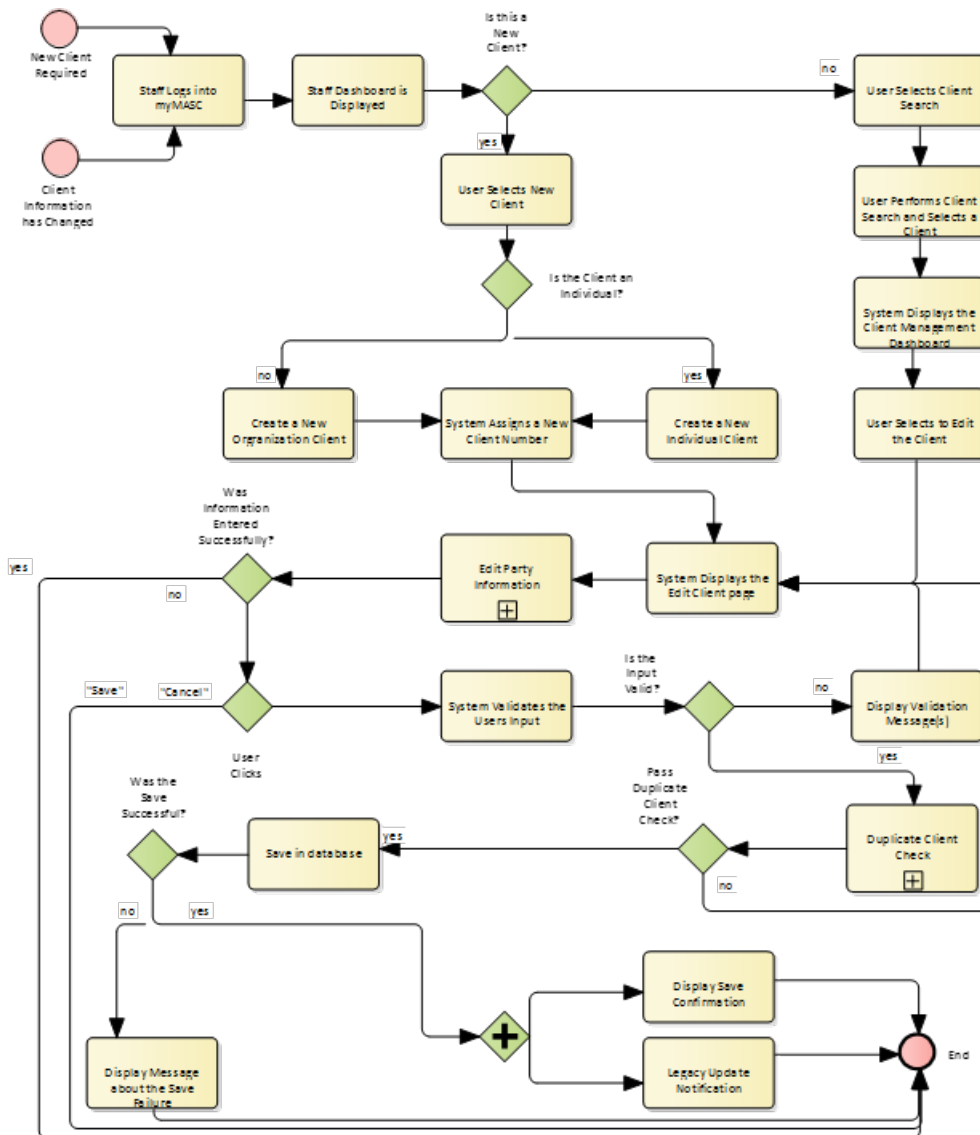 Is this a
New
Client?
New Client
Required
Staff Logs into
myMASC
Staff Dashboard is
Displayed
no
User Selects Client
Search
yes
Client
Information
has Changed
User Selects New
Client
User Performs Client
Search and Selects a
Client
Is the Client an
Individual?
System Displays the
Client Management
Dashboard
no
yes
Create a New
Organization Client
System Assigns a New
Client Number
Create a New
Individual Client
User Selects to Edit
the Client
Was
Information
Entered
Successfully?
yes
no
Edit Party
Information
System Displays the
Edit Client page
"Save"
"Cancel"
User
Clicks
System Validates the
Users Input
Is the
Input
Valid?
no
Display Validation
Message(s)
yes
Was the
Save
Successful?
Save in database
yes
Pass
Duplicate
Client
Check?
no
Duplicate Client
Check
no
yes
Display Save
Confirmation
Legacy Update
Notification
End
Display Message
about the Save
Failure